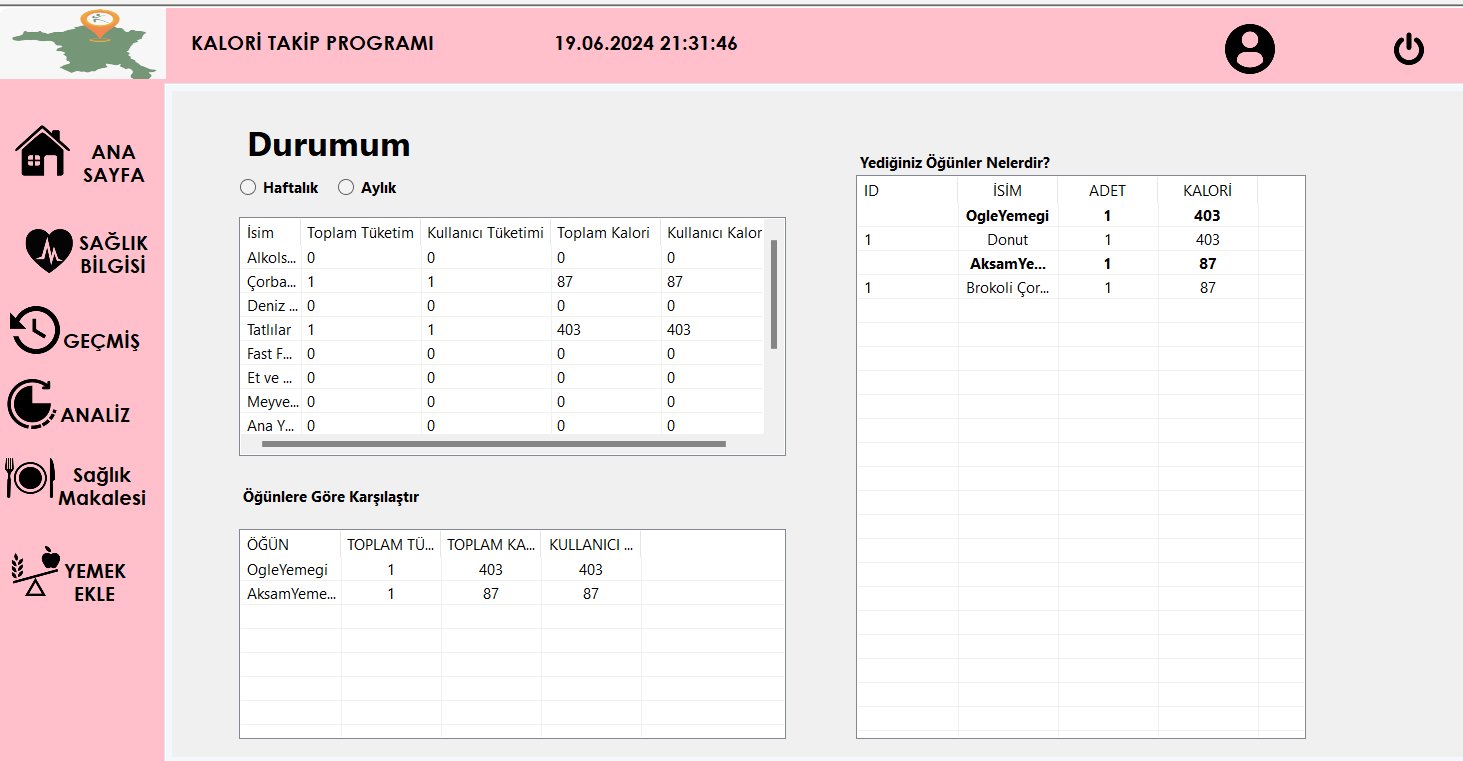 KALORİ TAKİP PROGRAMI
19.06.2024 21:31:46
ANA
SAYFA
SAĞLIK
BİLGİSİ
GEÇMİŞ
ANALİZ
Sağlık
Makalesi
YEMEK
EKLE
Durumum
Haftalık Aylık
İsim Toplam Tüketim Kullanıcı Tüketimi Toplam Kalori Kullanıcı Kalor
Alkols... 0 0 0 0
Çorba... 1 1 87 87
Deniz ... 0 0 0 0
Tatlılar 1 1 403 403
Fast F... 0 0 0 0
Et ve ... 0 0 0 0
Meyve... 0 0 0 0
Ana Y... 0 0 0 0
Öğünlere Göre Karşılaştır
ÖĞÜN TOPLAM TÜ... TOPLAM KA... KULLANICI ...
OgleYemegi 1 403 403
AksamYeme... 1 87 87
Yediğiniz Öğünler Nelerdir?
ID İSİM ADET KALORİ
OgleYemegi 1 403
1 Donut 1 403
AksamYe... 1 87
1 Brokoli Çor... 1 87